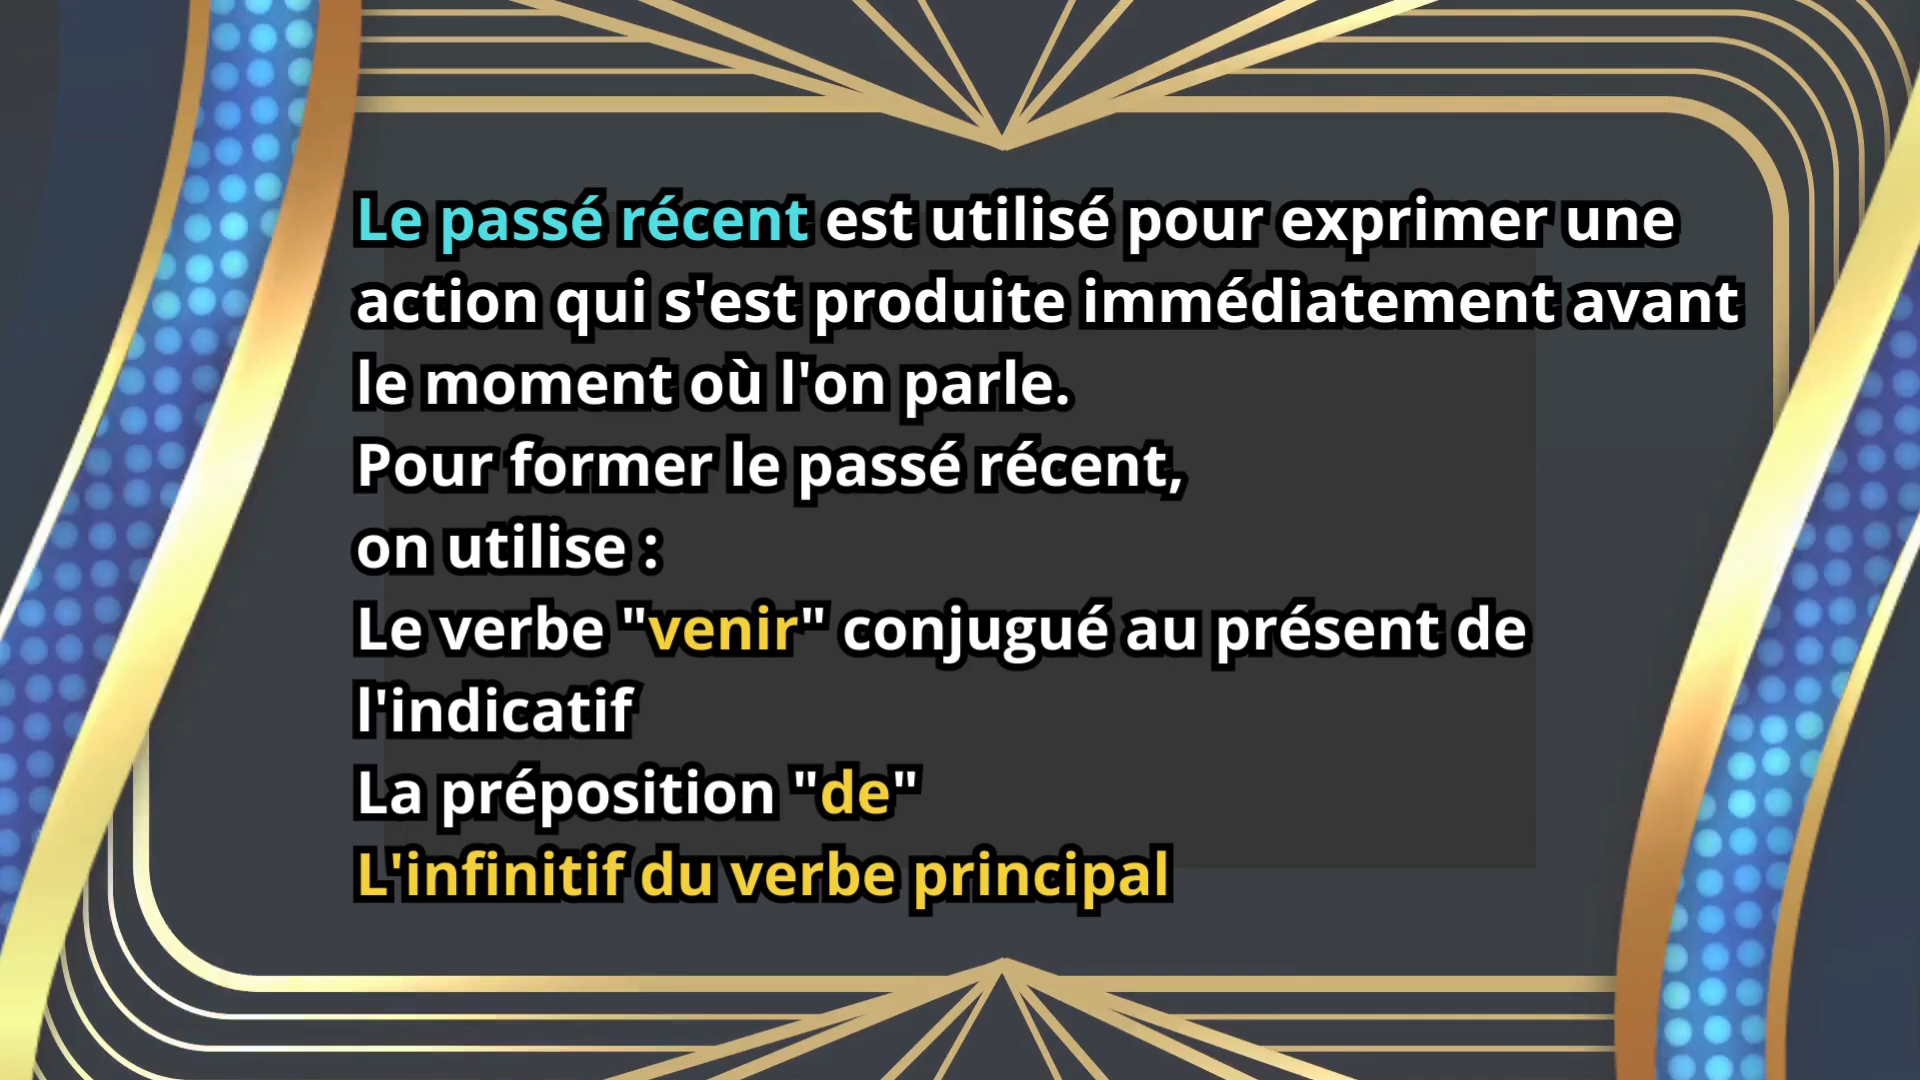 Le passé récent est utilisé pour exprimer une
action qui s'est produite immédiatement avant
le moment où l'on parle.
Pour former le passé récent,
on utilise :
Le verbe "venir" conjugué au présent de
l'indicatif
La préposition "de"
L'infinitif du verbe principal